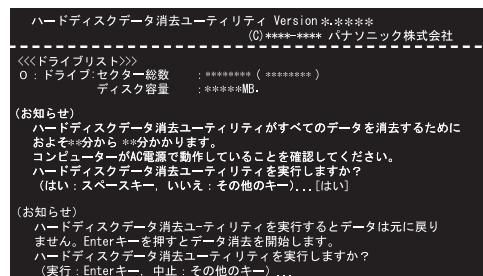 ハードディスクデータ消去ユーティリティ Version *.****
(C)****-**** パナソニック株式会社
<<<ドライブリスト>>>
0 : ドライブ:セクター総数 : ******** ( ******** )
ディスク容量 : *****MB.
(お知らせ)
ハードディスクデータ消去ユーティリティがすべてのデータを消去するために
およそ**分から **分かかります。
コンピューターがAC電源で動作していることを確認してください。
ハードディスクデータ消去ユーティリティを実行しますか?
(はい : スペースキー, いいえ : その他のキー)...[はい]
(お知らせ)
ハードディスクデータ消去ユーティリティを実行するとデータは元に戻り
ません。Enterキーを押すとデータ消去を開始します。
ハードディスクデータ消去ユーティリティを実行しますか?
(実行 : Enterキー, 中止 : その他のキー)...